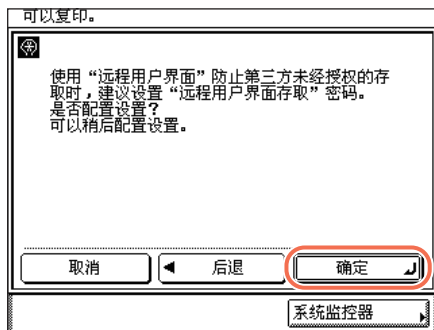 可以复印。
使用“远程用户界面”防止第三方未经授权的存
取时，建议设置“远程用户界面存取”密码。
是否配置设置？
可以稍后配置设置。
取消
后退
确定
系统监控器